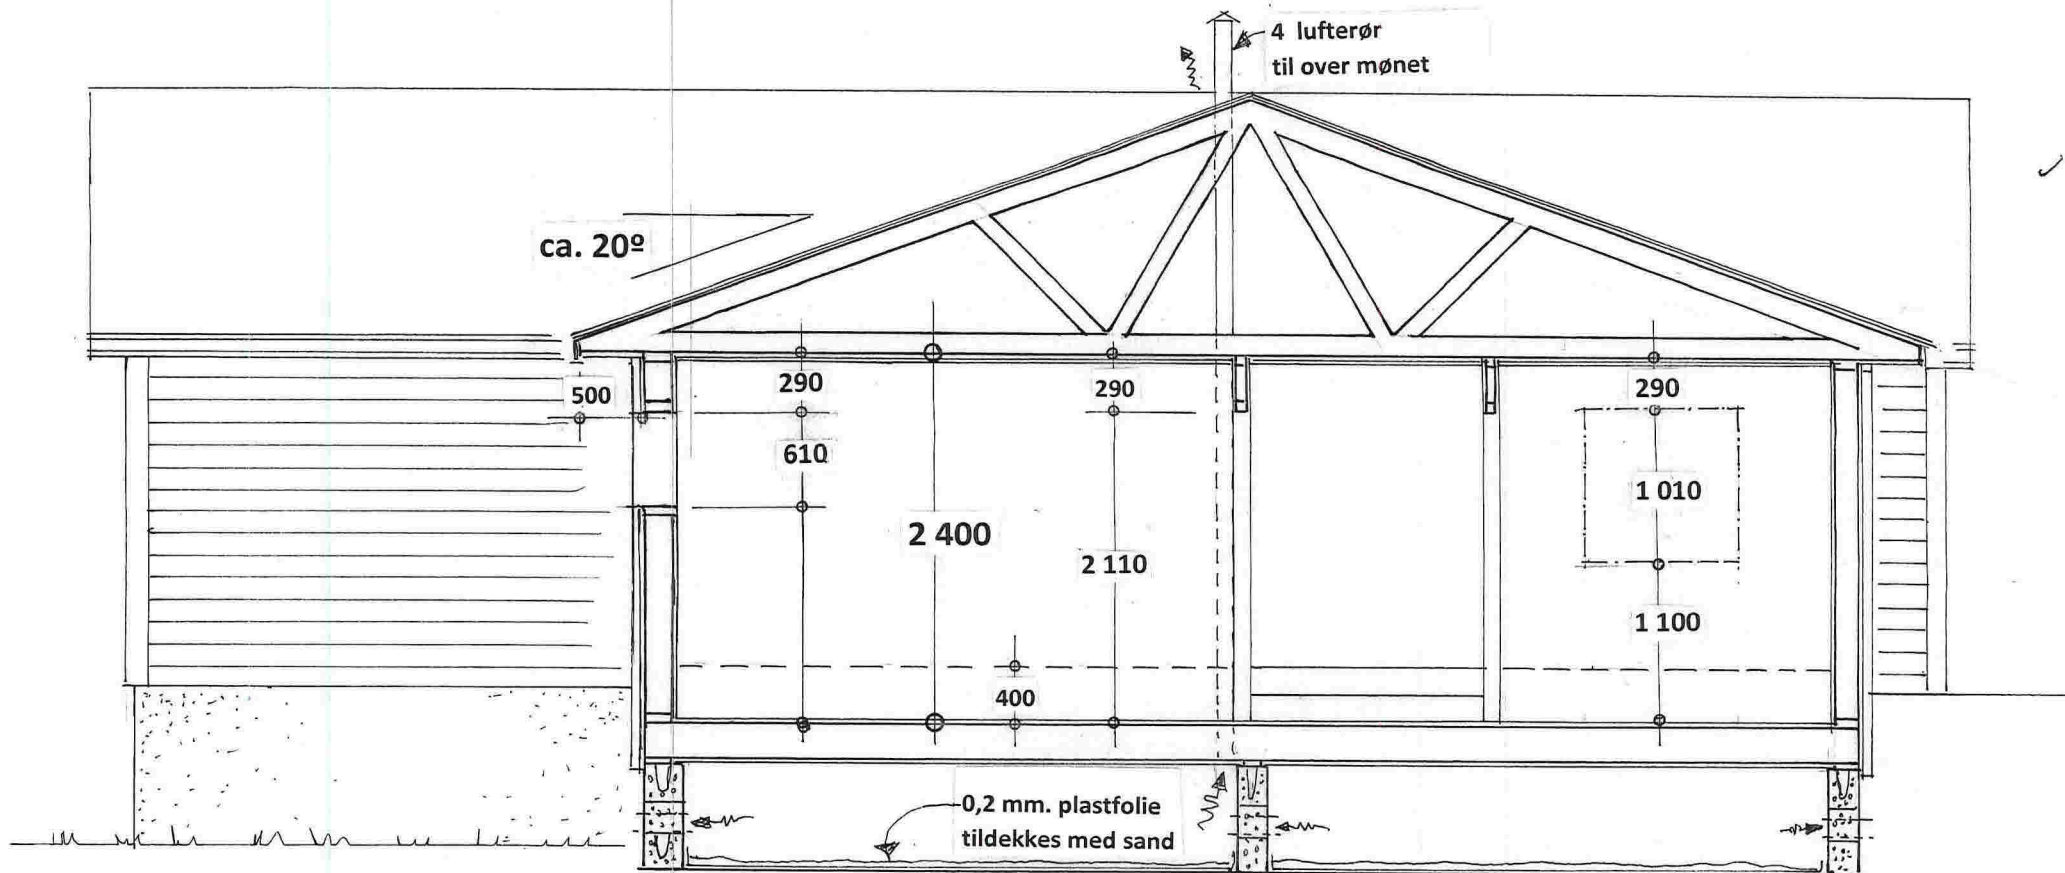 4 lufterør
til over mønet
ca. 20º
500
290
290
290
610
1 010
2 400
2 110
1 100
400
0,2 mm. plastfolie
tildekkes med sand